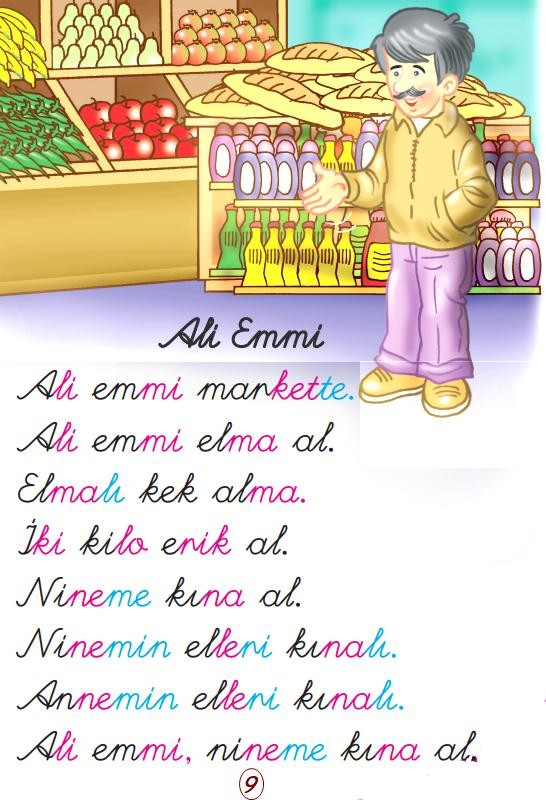 Ali Emmi
Ali emmi markette.
Ali emmi elma al.
Elmalı kek alma.
İki kilo erik al.
Nineme kına al.
Ninemin elleri kınalı.
Annemin elleri kınalı.
Ali emmi, nineme kına al.
9